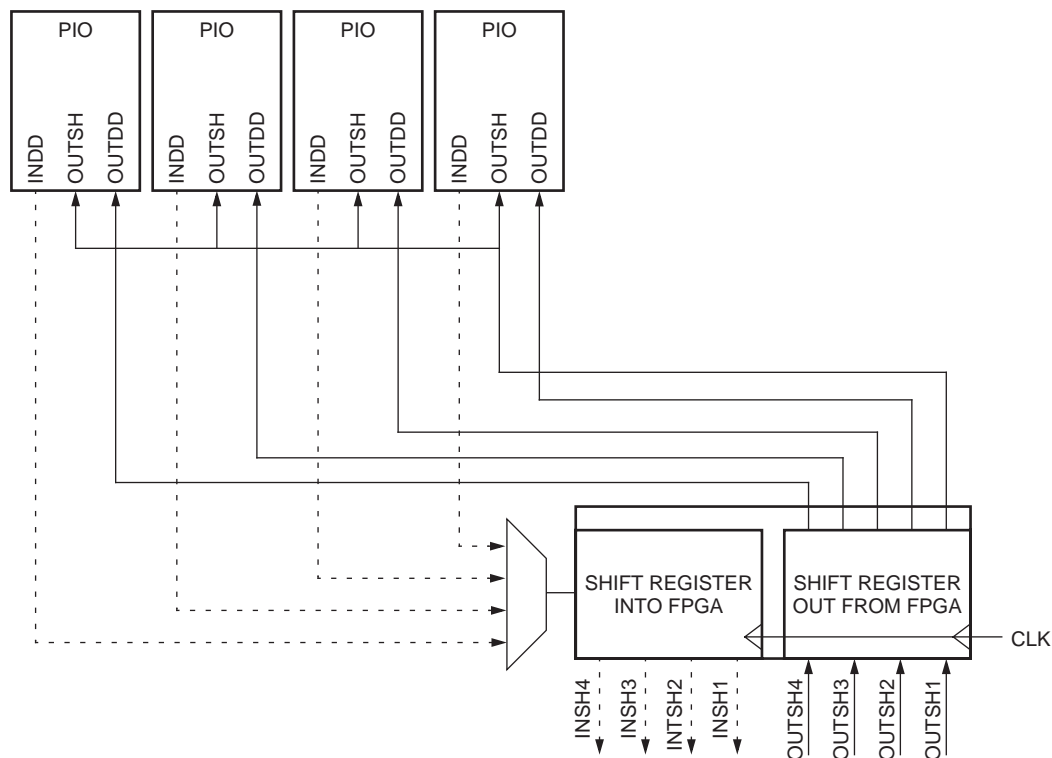 PIO
PIO
PIO
PIO
INDD
OUTSH
OUTDD
INDD
OUTSH
OUTDD
INDD
OUTSH
OUTDD
INDD
OUTSH
OUTDD
SHIFT REGISTER
INTO FPGA
SHIFT REGISTER
OUT FROM FPGA
CLK
INSH4
INSH3
INTSH2
INSH1
OUTSH4
OUTSH3
OUTSH2
OUTSH1